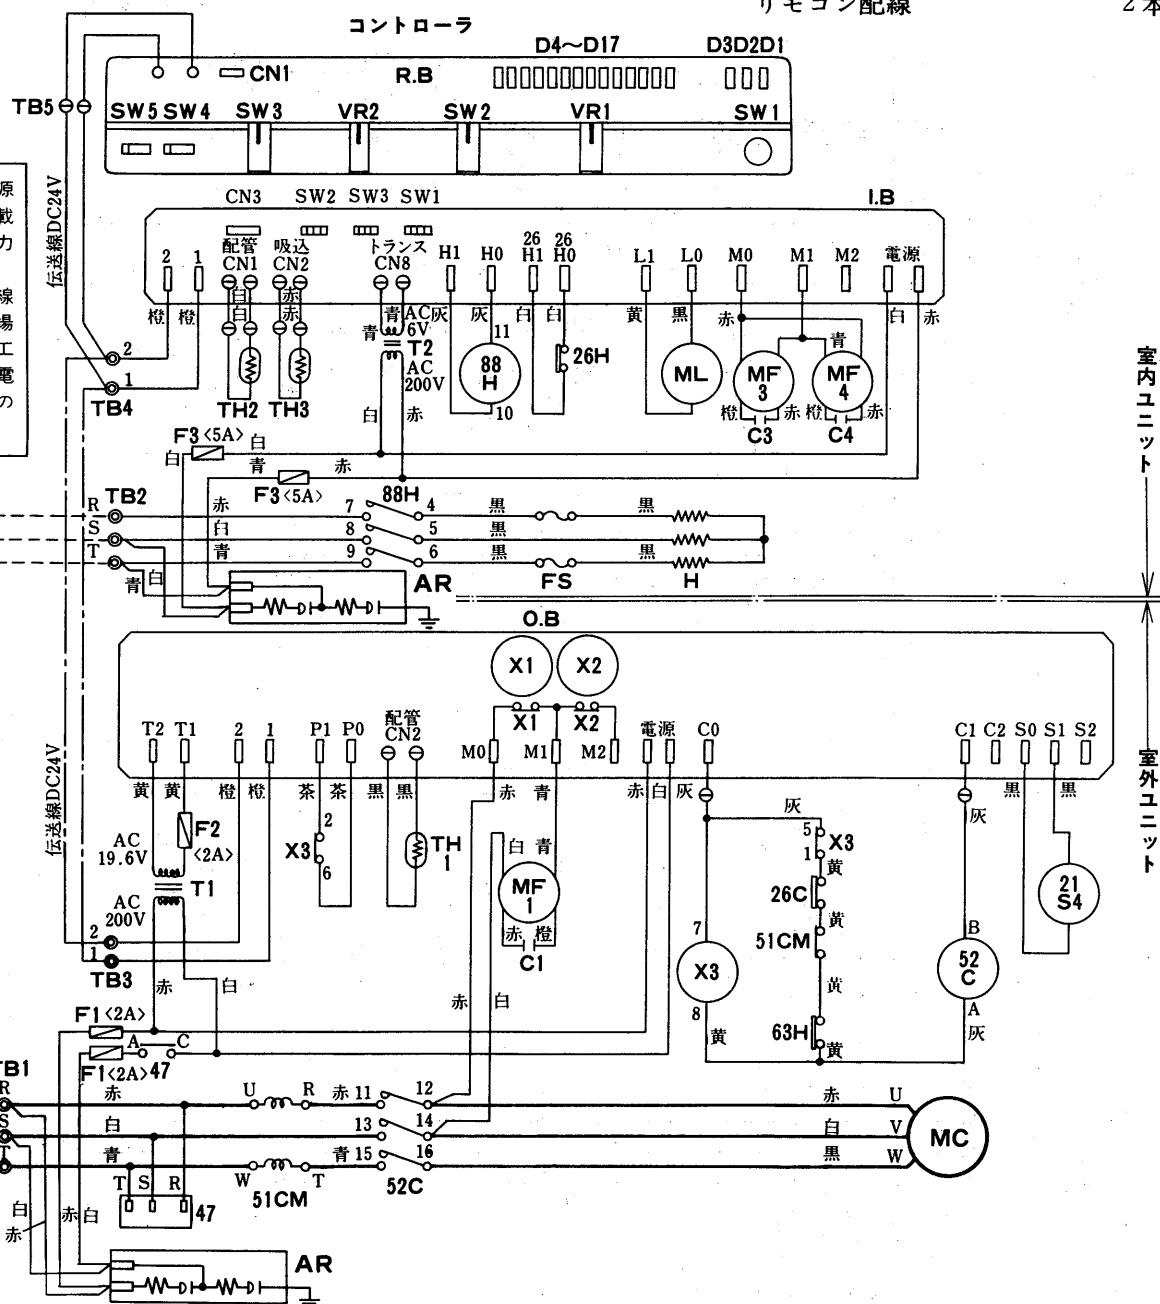 リモコン配線
2本
コントローラ
D4〜D17
D3D2D1
CN1
R.B
TB5
SW5 SW4 SW3 VR2 SW2 VR1 SW1
源
載
力
線
場
工
電
の
伝送線DC24V
CN3 SW2 SW3 SW1
I.B
2 1 配管 CN1 吸込 CN2 トランス CN8 H1 H0 26 H1 26 H0 L1 L0 M0 M1 M2 電源
橙 橙 白 白 赤 赤 青 青 AC 6V 灰 灰 白 白 黄 黒 赤 青 白 赤
T2
AC 200V
11
88 H
10
26H
ML
MF 3
MF 4
2
1
TB4
TH2 TH3
白 赤
橙 赤 橙 赤
C3 C4
室内ユニット
F3<5A> 白
白 青 赤
F3<5A>
88H
TB2
R 赤 7 4 黒 黒
S 白 8 5 黒
T 青 9 6 黒 黒
FS H
青 白
AR
O.B
X1 X2
X1 X2
T2 T1 2 1 P1 P0 配管 CN2 M0 M1 M2 電源 C0 C1 C2 S0 S1 S2
黄 黄 橙 橙 茶 茶 黒 黒 赤 青 赤 白 灰 黒 黒
伝送線DC24V
室外ユニット
灰 灰
AC 19.6V
F2 <2A>
2
X3
6
TH 1
白 青
MF 1
赤 橙
C1
5 X3
1 黄
26C
黄
51CM
黄
63H
黄
21 S4
T1
AC 200V
2
1
TB3
赤 白
7
X3
8
黄
B
52 C
A
灰
赤 白
F1<2A>
A C
F1<2A> 47
TB1
R 赤 U R 赤 11 12 赤 U
S 白 13 14 白 V
T 青 W T 青 15 16 黒 W
MC
51CM 52C
T S R
47
白 赤 赤 白
AR